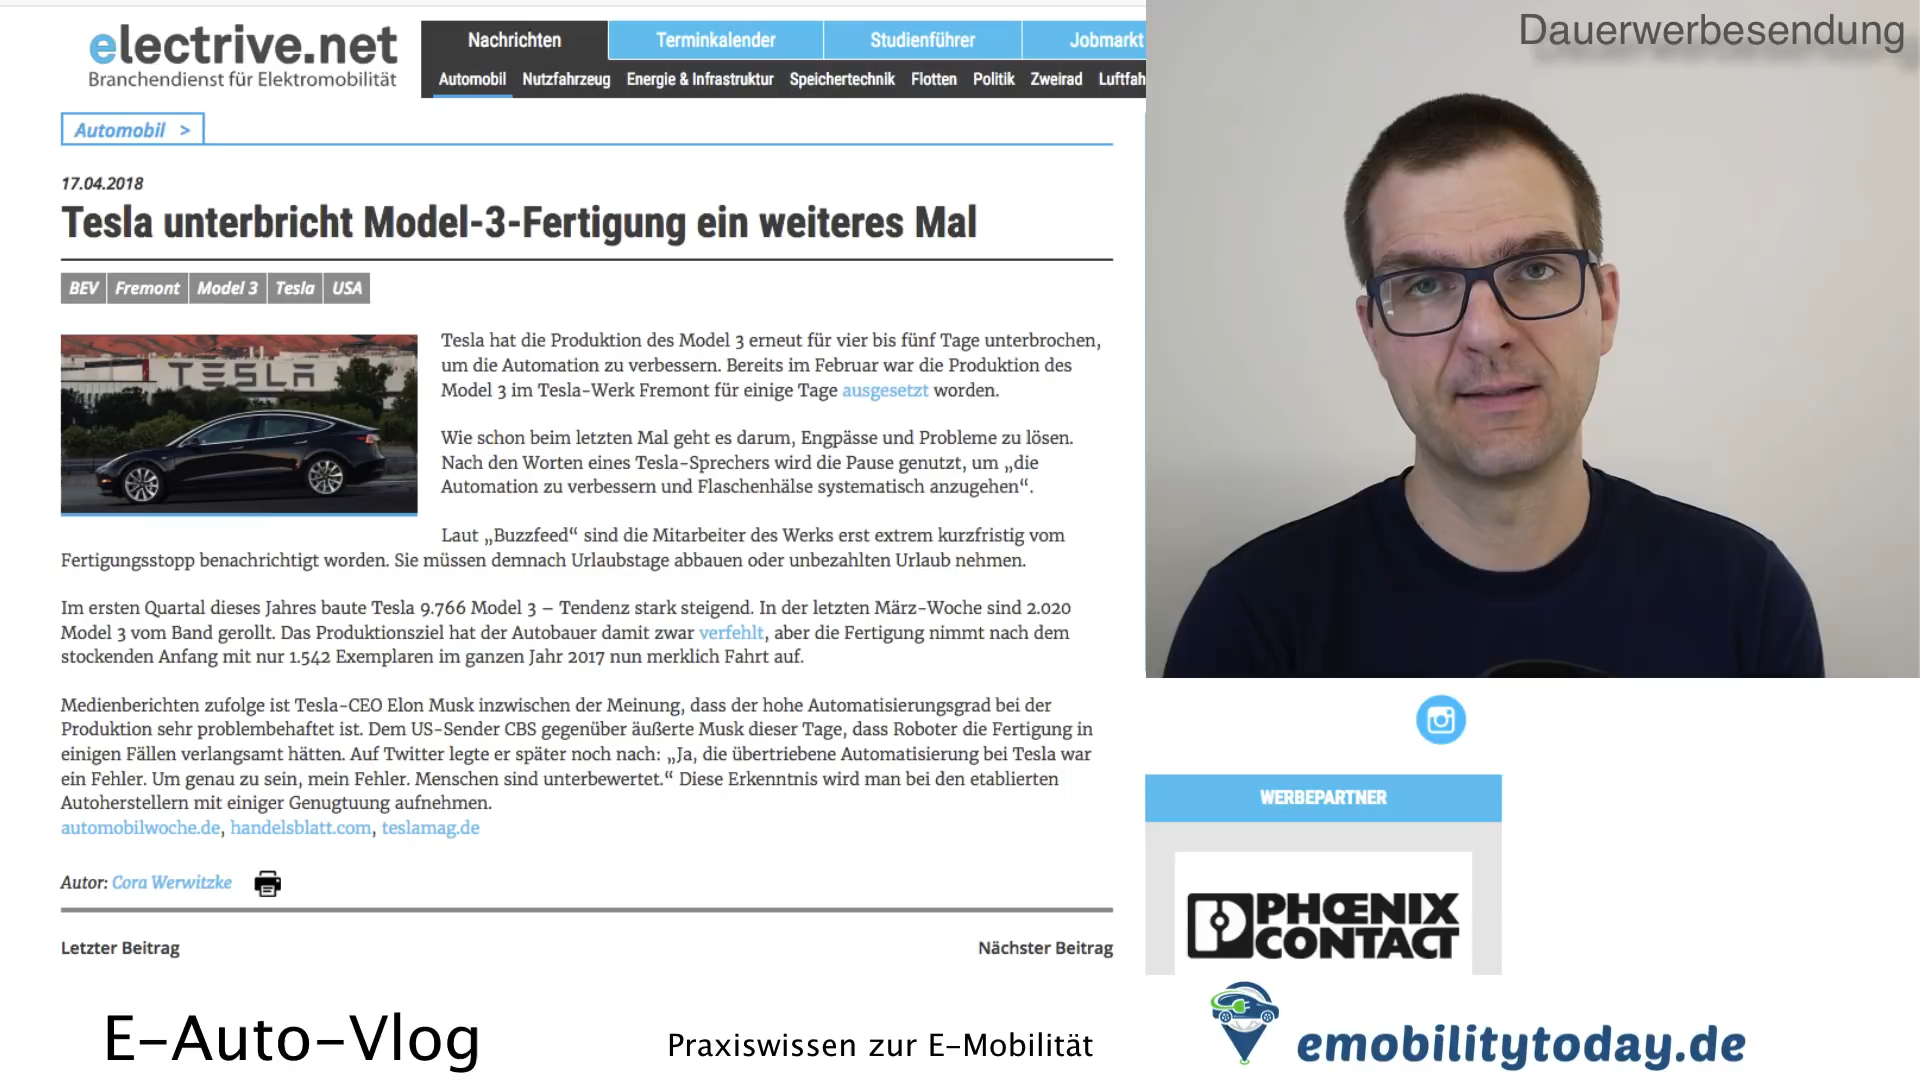 electrive.net
Branchendienst für Elektromobilität
Nachrichten Terminkalender Studienführer Jobmarkt
Automobil Nutzfahrzeug Energie & Infrastruktur Speichertechnik Flotten Politik Zweirad Luftfah
Dauerwerbesendung
Automobil >
17.04.2018
Tesla unterbricht Model-3-Fertigung ein weiteres Mal
BEV Fremont Model 3 Tesla USA
TESLA
Tesla hat die Produktion des Model 3 erneut für vier bis fünf Tage unterbrochen,
um die Automation zu verbessern. Bereits im Februar war die Produktion des
Model 3 im Tesla-Werk Fremont für einige Tage ausgesetzt worden.
Wie schon beim letzten Mal geht es darum, Engpässe und Probleme zu lösen.
Nach den Worten eines Tesla-Sprechers wird die Pause genutzt, um „die
Automation zu verbessern und Flaschenhälse systematisch anzugehen“.
Laut „Buzzfeed“ sind die Mitarbeiter des Werks erst extrem kurzfristig vom
Fertigungsstopp benachrichtigt worden. Sie müssen demnach Urlaubstage abbauen oder unbezahlten Urlaub nehmen.
Im ersten Quartal dieses Jahres baute Tesla 9.766 Model 3 – Tendenz stark steigend. In der letzten März-Woche sind 2.020
Model 3 vom Band gerollt. Das Produktionsziel hat der Autobauer damit zwar verfehlt, aber die Fertigung nimmt nach dem
stockenden Anfang mit nur 1.542 Exemplaren im ganzen Jahr 2017 nun merklich Fahrt auf.
Medienberichten zufolge ist Tesla-CEO Elon Musk inzwischen der Meinung, dass der hohe Automatisierungsgrad bei der
Produktion sehr problembehaftet ist. Dem US-Sender CBS gegenüber äußerte Musk dieser Tage, dass Roboter die Fertigung in
einigen Fällen verlangsamt hätten. Auf Twitter legte er später noch nach: „Ja, die übertriebene Automatisierung bei Tesla war
ein Fehler. Um genau zu sein, mein Fehler. Menschen sind unterbewertet.“ Diese Erkenntnis wird man bei den etablierten
Autoherstellern mit einiger Genugtuung aufnehmen.
automobilwoche.de, handelsblatt.com, teslamag.de
Autor: Cora Werwitzke
Letzter Beitrag Nächster Beitrag
WERBEPARTNER
PHŒNIX
CONTACT
E-Auto-Vlog
Praxiswissen zur E-Mobilität
emobilitytoday.de